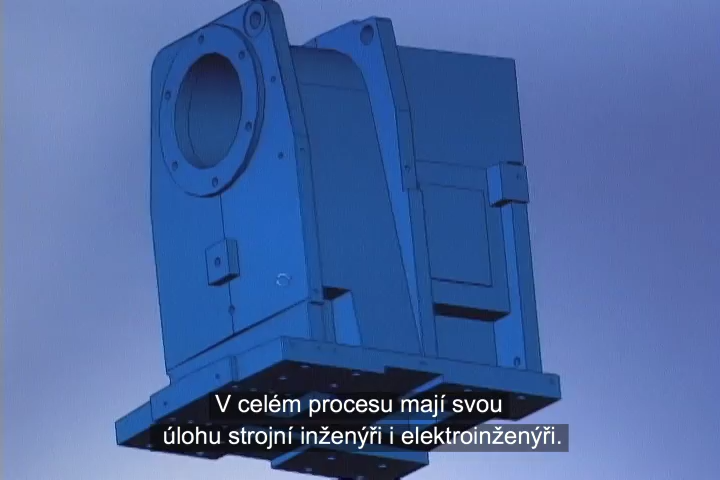 V celém procesu mají svou
úlohu strojní inženýři i elektroinženýři.